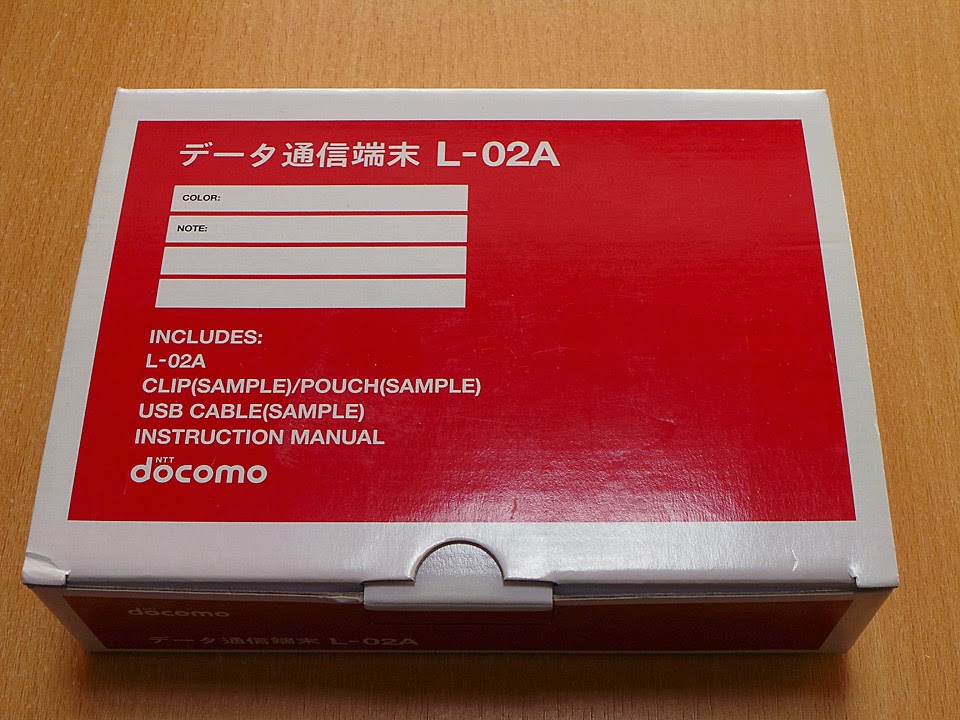 データ通信端末 L-02A
COLOR:
NOTE:
INCLUDES:
L-02A
CLIP(SAMPLE)/POUCH(SAMPLE)
USB CABLE(SAMPLE)
INSTRUCTION MANUAL
NTT
docomo
docomo
データ通信端末 L-02A